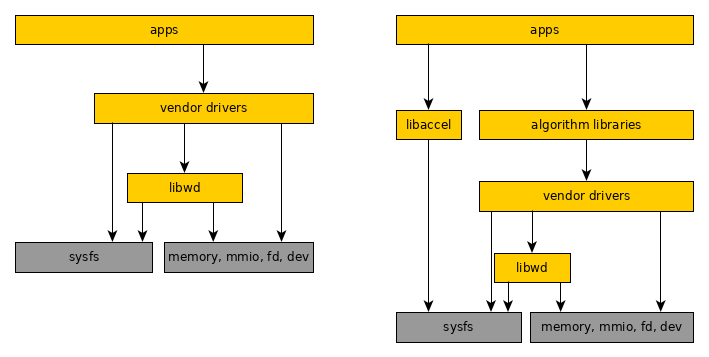 apps
vendor drivers
libwd
sysfs
memory, mmio, fd, dev
apps
libaccel
algorithm libraries
vendor drivers
libwd
sysfs
memory, mmio, fd, dev